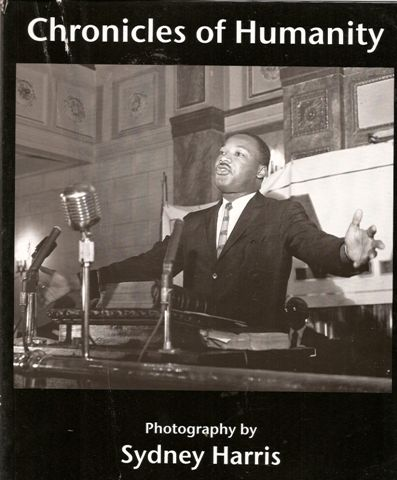 Chronicles of Humanity
Photography by
Sydney Harris